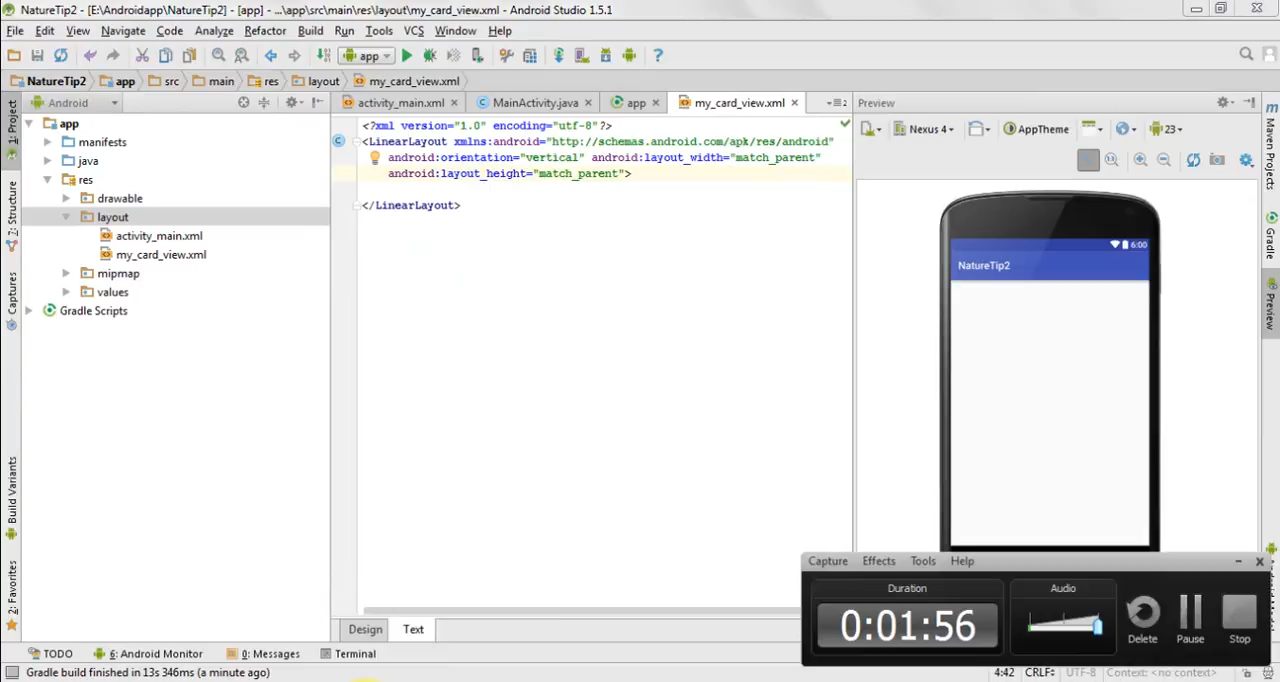 NatureTip2 - [E:\Androidapp\NatureTip2] - [app] - ...\app\src\main\res\layout\my_card_view.xml - Android Studio 1.5.1
File Edit View Navigate Code Analyze Refactor Build Run Tools VCS Window Help
app
NatureTip2 app src main res layout my_card_view.xml
1: Project
Android
activity_main.xml MainActivity.java app my_card_view.xml
2
Preview
Nexus 4 AppTheme 23
app
manifests
java
res
drawable
layout
activity_main.xml
my_card_view.xml
mipmap
values
Gradle Scripts
<?xml version="1.0" encoding="utf-8"?>
<LinearLayout xmlns:android="http://schemas.android.com/apk/res/android"
android:orientation="vertical" android:layout_width="match_parent"
android:layout_height="match_parent">
</LinearLayout>
6:00
NatureTip2
Z: Structure
Captures
Build Variants
2: Favorites
Maven Projects
Gradle
Preview
Capture Effects Tools Help
Duration
0:01:56
Audio
Delete
Pause
Stop
Design Text
TODO 6: Android Monitor 0: Messages Terminal
Gradle build finished in 13s 346ms (a minute ago)
4:42 CRLF UTF-8 Context: <no context>